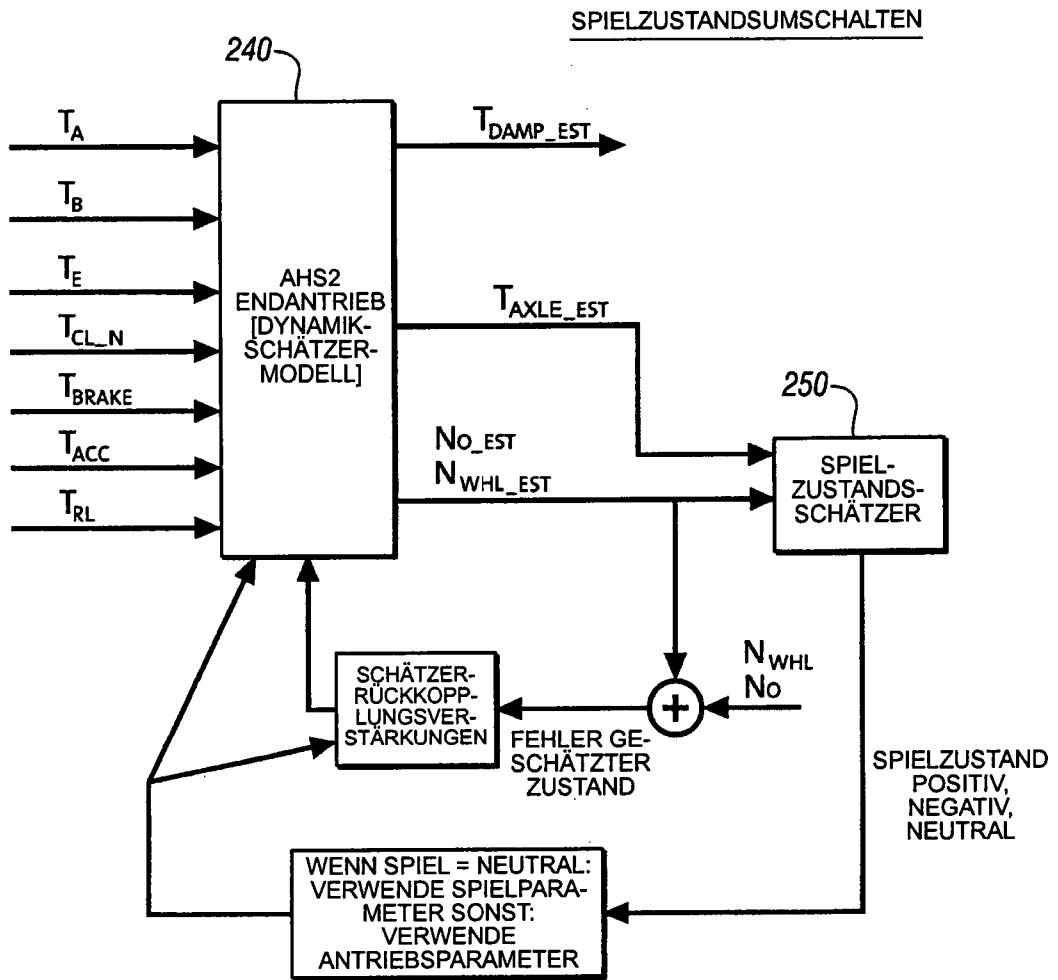 SPIELZUSTANDSUMSCHALTEN
240
T_A
T_B
T_E
T_CL_N
T_BRAKE
T_ACC
T_RL
AHS2
ENDANTRIEB
[DYNAMIK-
SCHÄTZER-
MODELL]
T_DAMP_EST
T_AXLE_EST
N_O_EST
N_WHL_EST
250
SPIEL-
ZUSTANDS-
SCHÄTZER
SCHÄTZER-
RÜCKKOPP-
LUNGSVER-
STÄRKUNGEN
+
N_WHL
N_O
FEHLER GE-
SCHÄTZTER
ZUSTAND
SPIELZUSTAND
POSITIV,
NEGATIV,
NEUTRAL
WENN SPIEL = NEUTRAL:
VERWENDE SPIELPARA-
METER SONST:
VERWENDE
ANTRIEBSPARAMETER